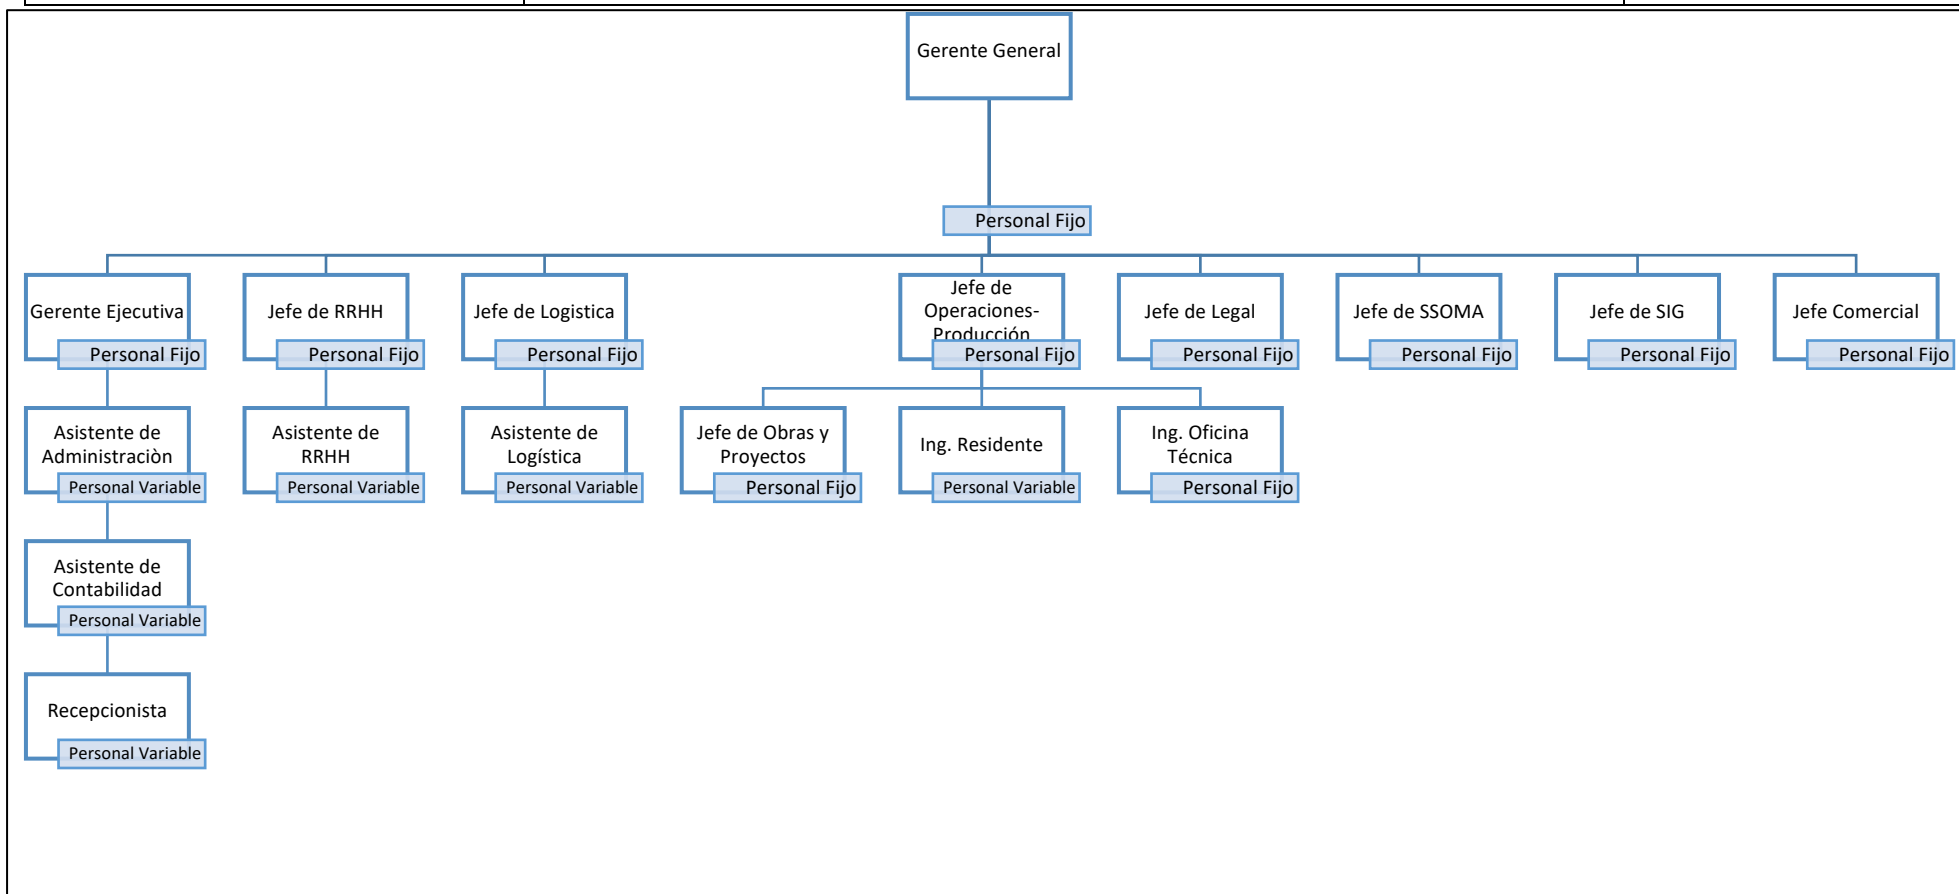 Gerente General
Personal Fijo
Gerente Ejecutiva
Personal Fijo
Jefe de RRHH
Personal Fijo
Jefe de Logistica
Personal Fijo
Jefe de
Operaciones-
Producción
Personal Fijo
Jefe de Legal
Personal Fijo
Jefe de SSOMA
Personal Fijo
Jefe de SIG
Personal Fijo
Jefe Comercial
Personal Fijo
Asistente de
Administraciòn
Personal Variable
Asistente de
RRHH
Personal Variable
Asistente de
Logística
Personal Variable
Jefe de Obras y
Proyectos
Personal Fijo
Ing. Residente
Personal Variable
Ing. Oficina
Técnica
Personal Fijo
Asistente de
Contabilidad
Personal Variable
Recepcionista
Personal Variable